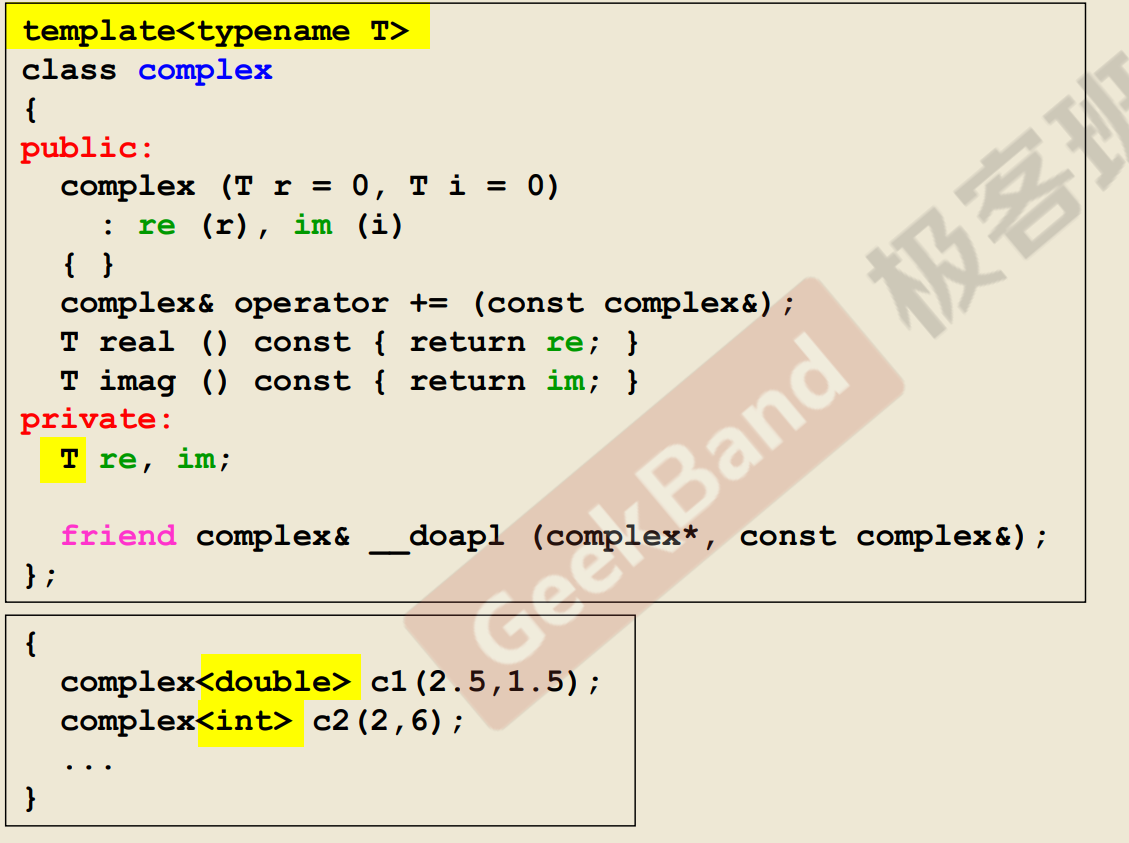 template<typename T>
class complex
{
public:
  complex (T r = 0, T i = 0)
    : re (r), im (i)
  { }
  complex& operator += (const complex&);
  T real () const { return re; }
  T imag () const { return im; }
private:
  T re, im;
  friend complex& __doapl (complex*, const complex&);
};
{
  complex<double> c1(2.5,1.5);
  complex<int> c2(2,6);
  ...
}
GeekBand
极客班